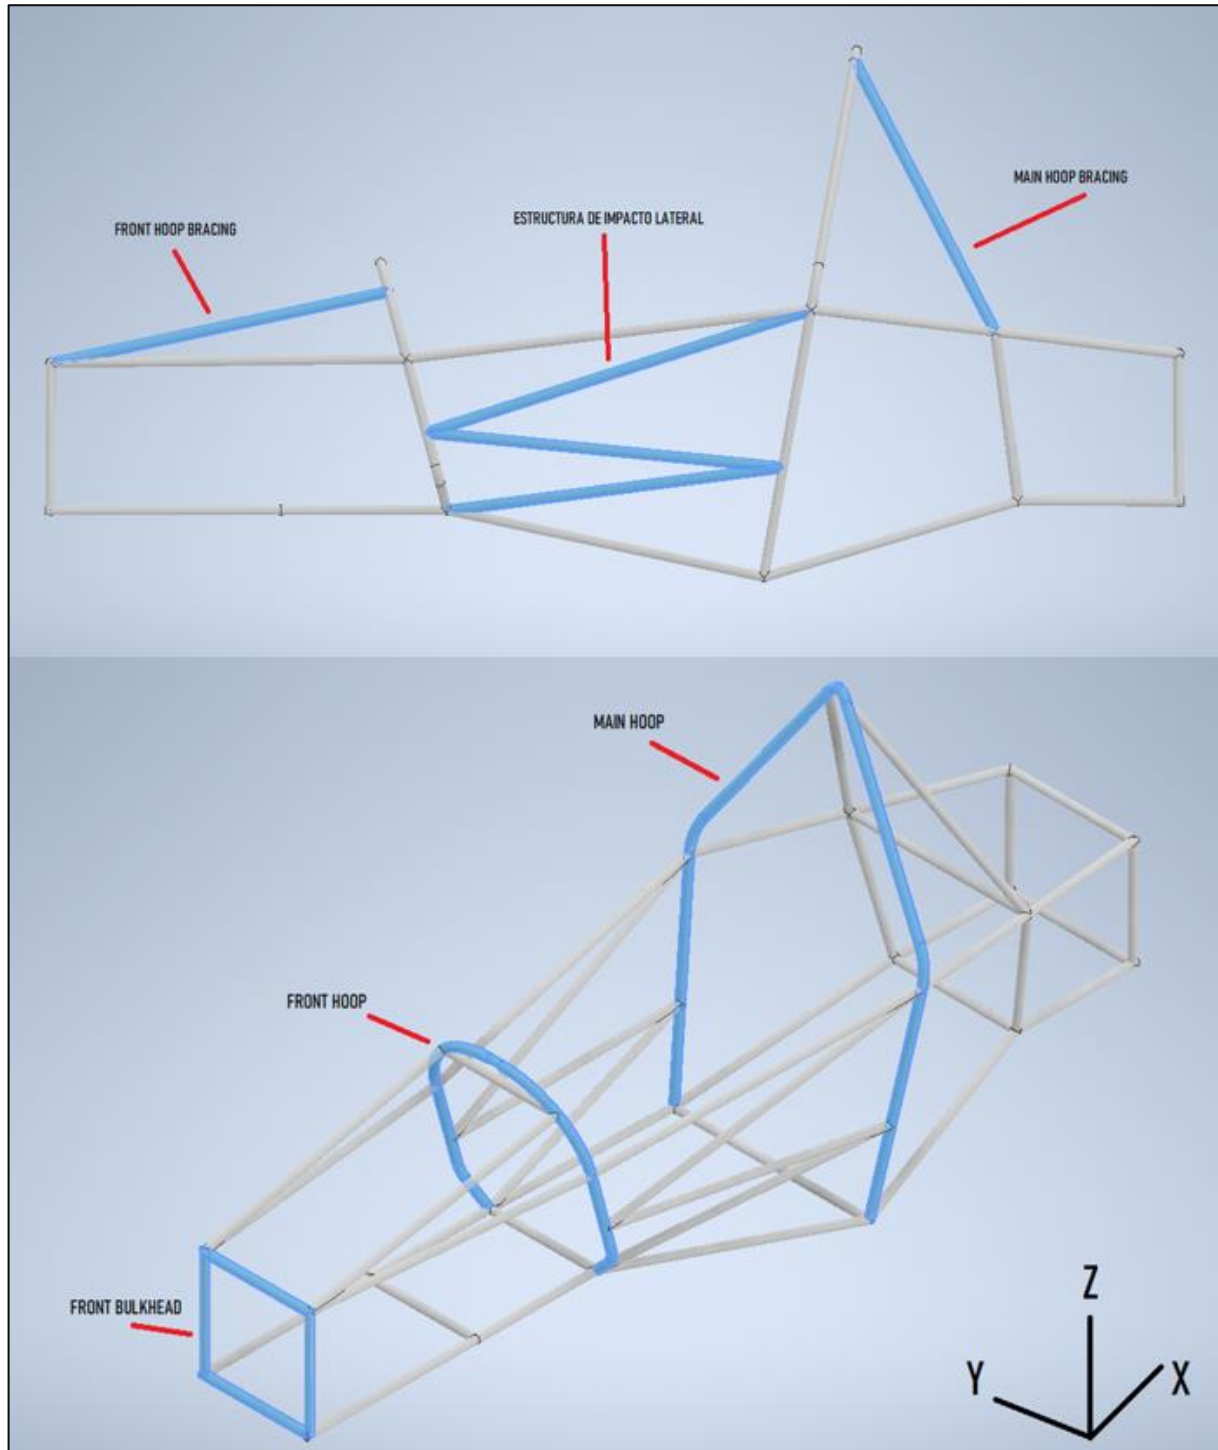 MAIN HOOP BRACING
ESTRUCTURA DE IMPACTO LATERAL
FRONT HOOP BRACING
MAIN HOOP
FRONT HOOP
FRONT BULKHEAD
Z
Y
X